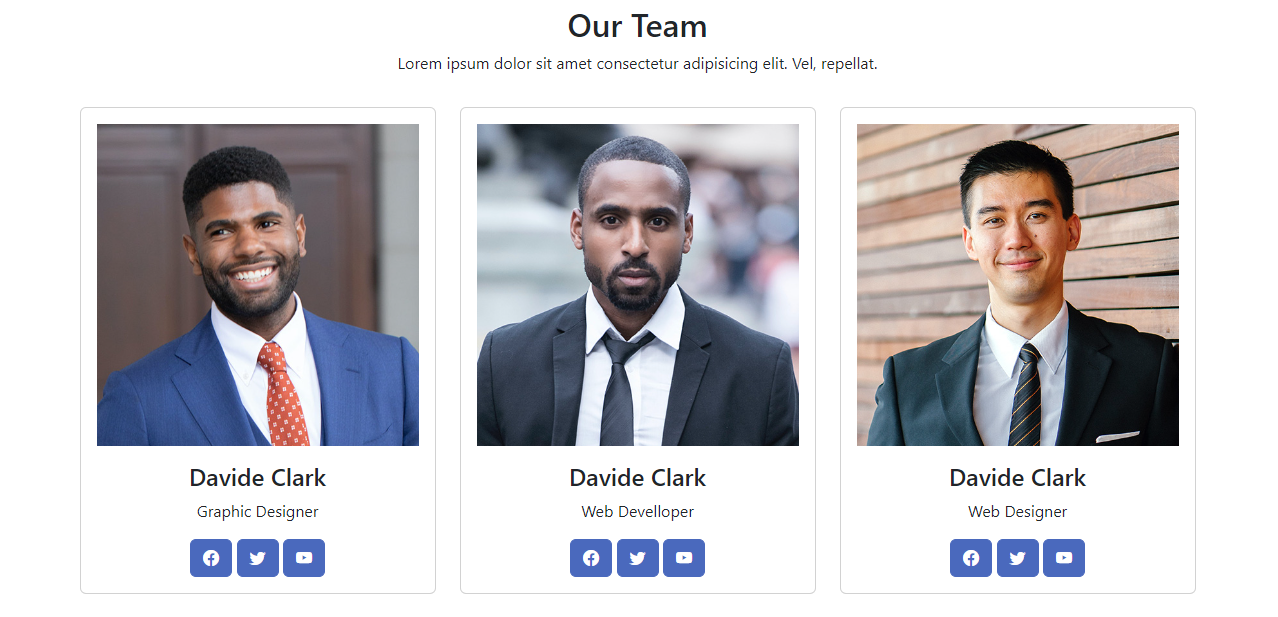 Our Team
Lorem ipsum dolor sit amet consectetur adipisicing elit. Vel, repellat.
Davide Clark
Graphic Designer
Davide Clark
Web Develloper
Davide Clark
Web Designer